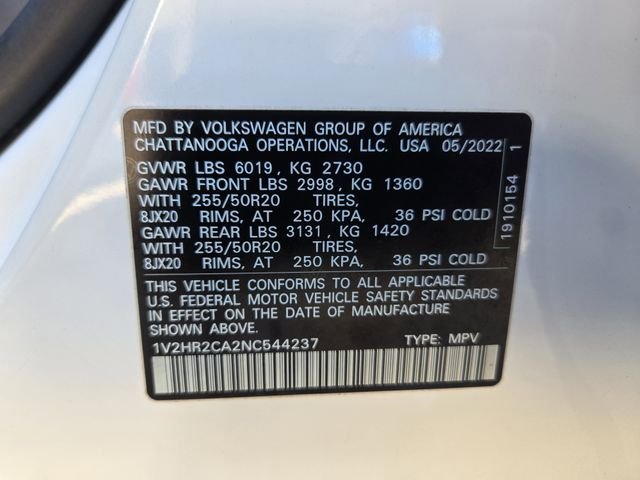 MFD BY VOLKSWAGEN GROUP OF AMERICA
CHATTANOOGA OPERATIONS, LLC. USA 05/2022
GVWR LBS 6019, KG 2730
GAWR FRONT LBS 2998, KG 1360
WITH 255/50R20 TIRES,
8JX20 RIMS, AT 250 KPA, 36 PSI COLD
GAWR REAR LBS 3131, KG 1420
WITH 255/50R20 TIRES,
8JX20 RIMS, AT 250 KPA, 36 PSI COLD
THIS VEHICLE CONFORMS TO ALL APPLICABLE
U.S. FEDERAL MOTOR VEHICLE SAFETY STANDARDS
IN EFFECT ON THE DATE OF MANUFACTURE
SHOWN ABOVE.
1V2HR2CA2NC544237 TYPE: MPV
1910154 1